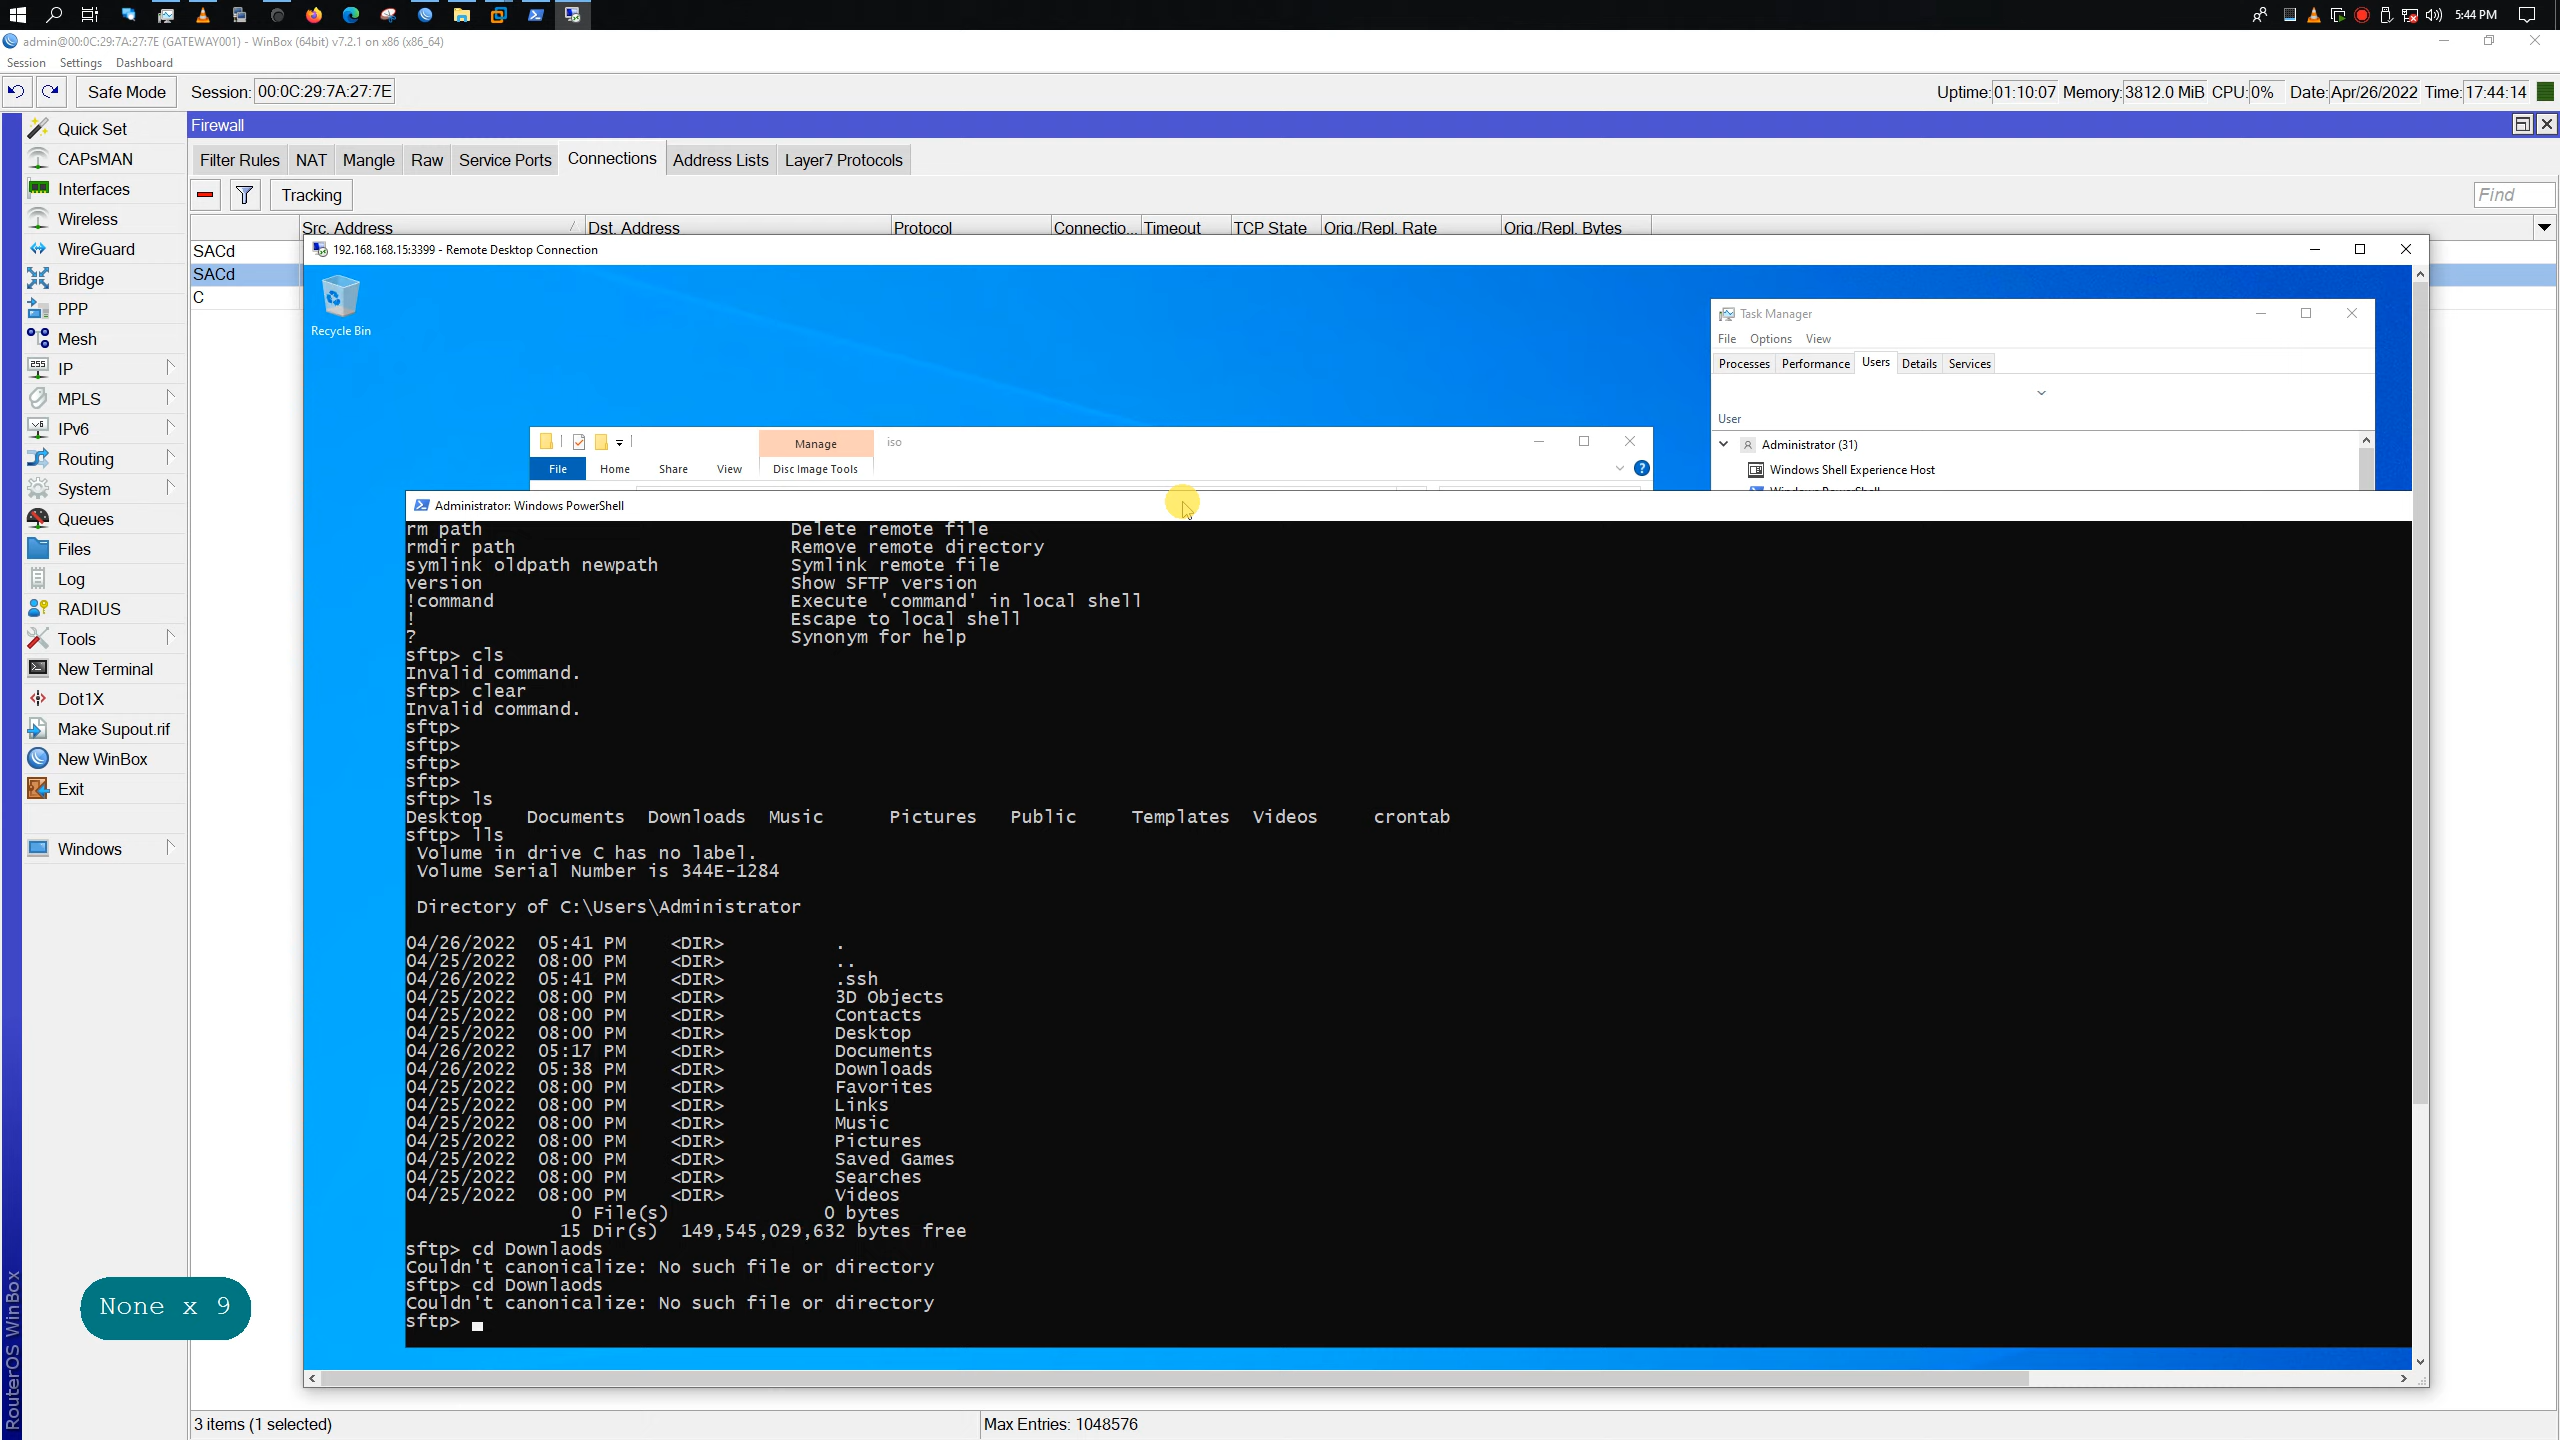 5:44 PM
admin@00:0C:29:7A:27:7E (GATEWAY001) - WinBox (64bit) v7.2.1 on x86 (x86_64)
Session Settings Dashboard
Safe Mode Session: 00:0C:29:7A:27:7E Uptime: 01:10:07 Memory: 3812.0 MiB CPU: 0% Date: Apr/26/2022 Time: 17:44:14
Quick Set
CAPsMAN
Interfaces
Wireless
WireGuard
Bridge
PPP
Mesh
IP
MPLS
IPv6
Routing
System
Queues
Files
Log
RADIUS
Tools
New Terminal
Dot1X
Make Supout.rif
New WinBox
Exit
Windows
RouterOS WinBox
Firewall
Filter Rules NAT Mangle Raw Service Ports Connections Address Lists Layer7 Protocols
Tracking Find
Src. Address Dst. Address Protocol Connectio... Timeout TCP State Orig./Repl. Rate Orig./Repl. Bytes
SACd
SACd
C
192.168.168.15:3399 - Remote Desktop Connection
Recycle Bin
Task Manager
File Options View
Processes Performance Users Details Services
User
Administrator (31)
Windows Shell Experience Host
Manage iso
File Home Share View Disc Image Tools
Administrator: Windows PowerShell
rm path Delete remote file
rmdir path Remove remote directory
symlink oldpath newpath Symlink remote file
version Show SFTP version
!command Execute 'command' in local shell
! Escape to local shell
? Synonym for help
sftp> cls
Invalid command.
sftp> clear
Invalid command.
sftp>
sftp>
sftp>
sftp>
sftp> ls
Desktop Documents Downloads Music Pictures Public Templates Videos crontab
sftp> lls
Volume in drive C has no label.
Volume Serial Number is 344E-1284
Directory of C:\Users\Administrator
04/26/2022 05:41 PM <DIR> .
04/25/2022 08:00 PM <DIR> ..
04/26/2022 05:41 PM <DIR> .ssh
04/25/2022 08:00 PM <DIR> 3D Objects
04/25/2022 08:00 PM <DIR> Contacts
04/25/2022 08:00 PM <DIR> Desktop
04/26/2022 05:17 PM <DIR> Documents
04/26/2022 05:38 PM <DIR> Downloads
04/25/2022 08:00 PM <DIR> Favorites
04/25/2022 08:00 PM <DIR> Links
04/25/2022 08:00 PM <DIR> Music
04/25/2022 08:00 PM <DIR> Pictures
04/25/2022 08:00 PM <DIR> Saved Games
04/25/2022 08:00 PM <DIR> Searches
04/25/2022 08:00 PM <DIR> Videos
0 File(s) 0 bytes
15 Dir(s) 149,545,029,632 bytes free
sftp> cd Downlaods
Couldn't canonicalize: No such file or directory
sftp> cd Downlaods
Couldn't canonicalize: No such file or directory
sftp>
None x 9
3 items (1 selected) Max Entries: 1048576